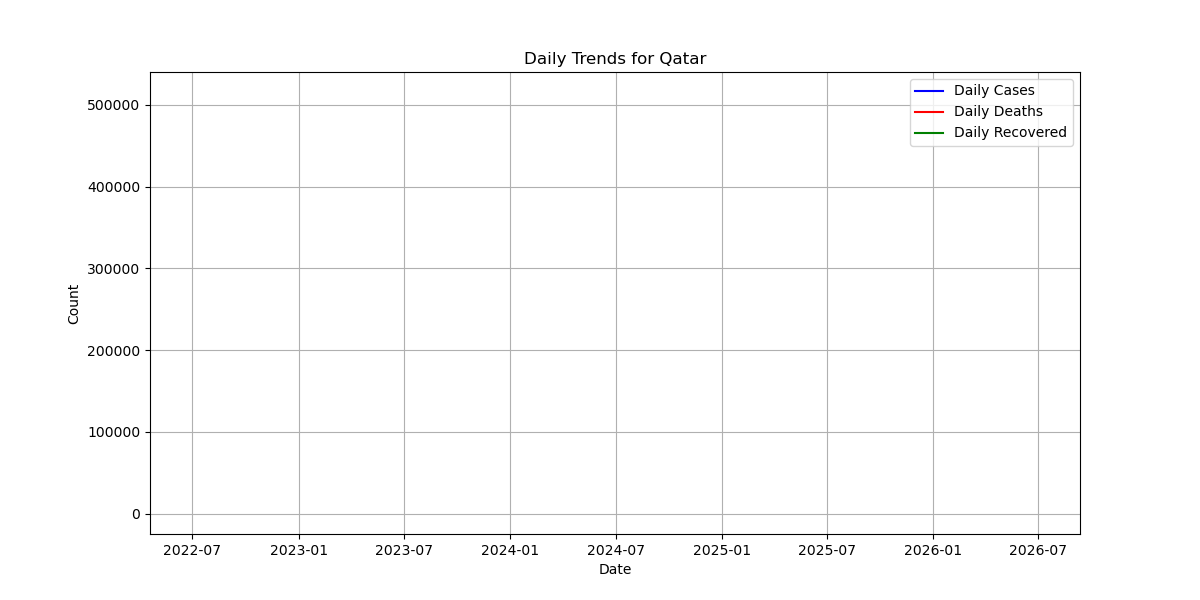 Daily Trends for Qatar
Daily Cases
Daily Deaths
Daily Recovered
500000
400000
300000
200000
100000
0
Count
2022-07 2023-01 2023-07 2024-01 2024-07 2025-01 2025-07 2026-01 2026-07
Date